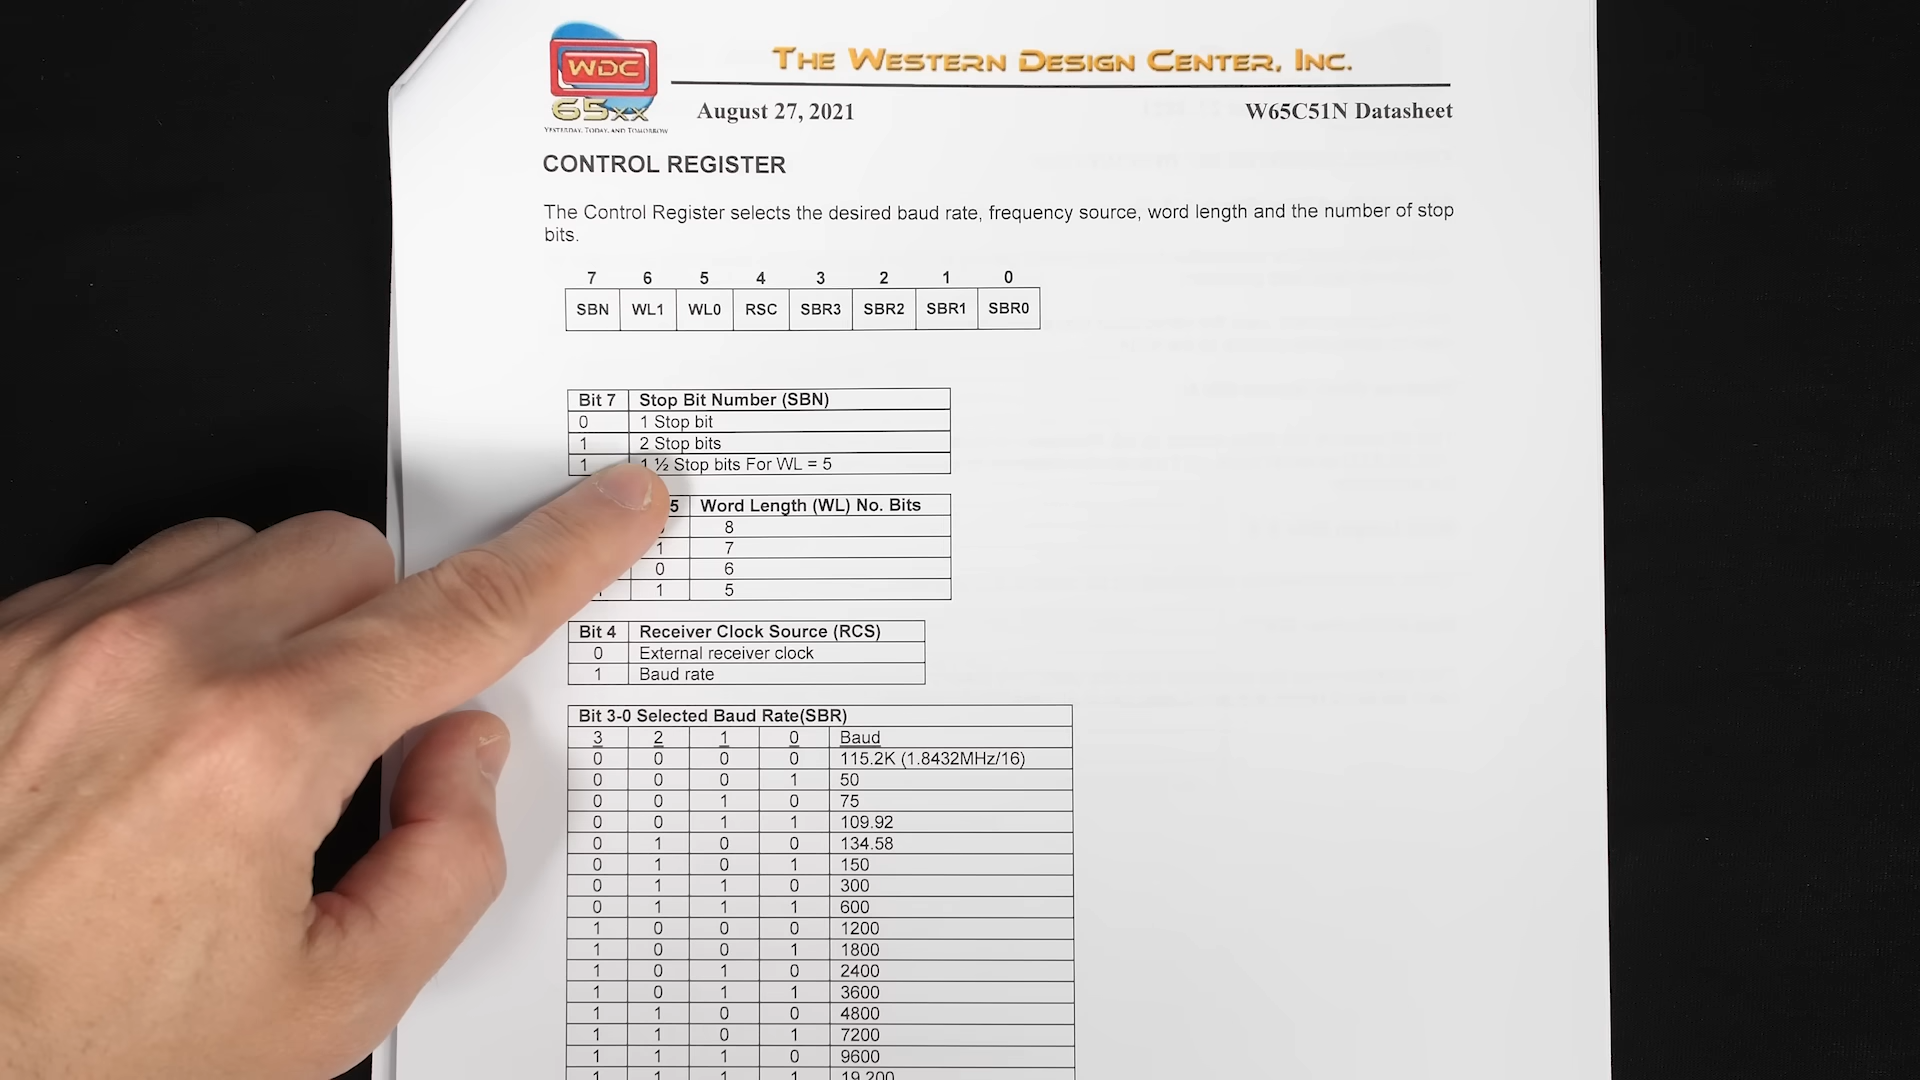 WDC
65xx
YESTERDAY, TODAY, AND TOMORROW
THE WESTERN DESIGN CENTER, INC.
August 27, 2021 W65C51N Datasheet
CONTROL REGISTER
The Control Register selects the desired baud rate, frequency source, word length and the number of stop
bits.
7 6 5 4 3 2 1 0
SBN WL1 WL0 RSC SBR3 SBR2 SBR1 SBR0
Bit 7 Stop Bit Number (SBN)
0 1 Stop bit
1 2 Stop bits
1 1 ½ Stop bits For WL = 5
5 Word Length (WL) No. Bits
8
1 7
0 6
1 5
Bit 4 Receiver Clock Source (RCS)
0 External receiver clock
1 Baud rate
Bit 3-0 Selected Baud Rate(SBR)
3 2 1 0 Baud
0 0 0 0 115.2K (1.8432MHz/16)
0 0 0 1 50
0 0 1 0 75
0 0 1 1 109.92
0 1 0 0 134.58
0 1 0 1 150
0 1 1 0 300
0 1 1 1 600
1 0 0 0 1200
1 0 0 1 1800
1 0 1 0 2400
1 0 1 1 3600
1 1 0 0 4800
1 1 0 1 7200
1 1 1 0 9600
1 1 1 1 19,200